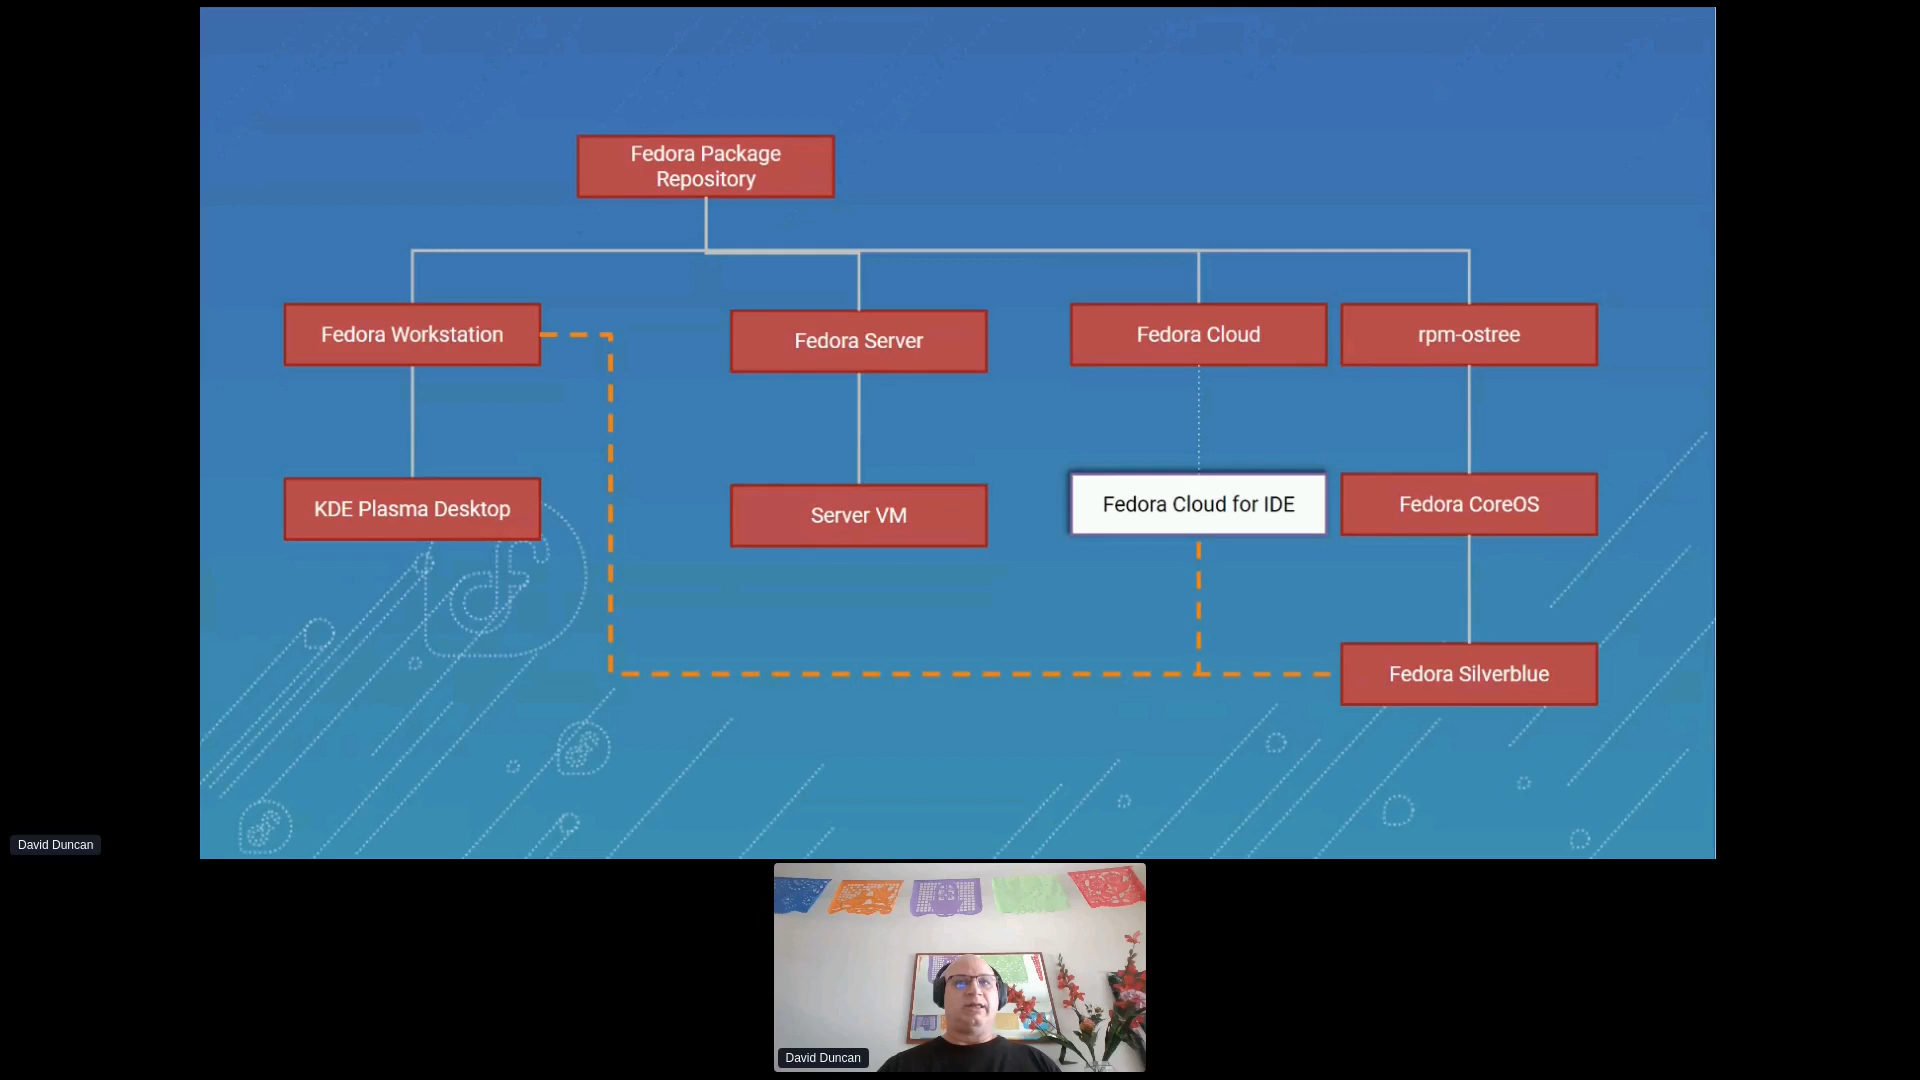 Fedora Package
Repository
Fedora Workstation
Fedora Server
Fedora Cloud
rpm-ostree
KDE Plasma Desktop
Server VM
Fedora Cloud for IDE
Fedora CoreOS
Fedora Silverblue
David Duncan
David Duncan